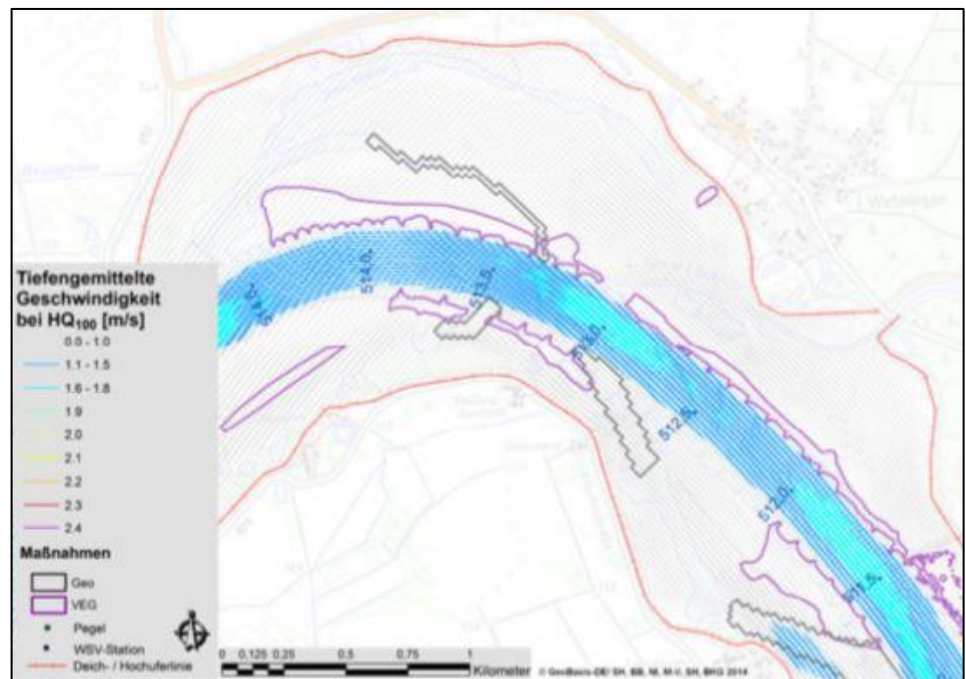 514.5
514.0
513.5
513.0
512.5
512.0
511.5
Tiefengemittelte
Geschwindigkeit
bei HQ100 [m/s]
0.0 - 1.0
1.1 - 1.5
1.6 - 1.8
1.9
2.0
2.1
2.2
2.3
2.4
Maßnahmen
Geo
VEG
Pegel
WSV-Station
Deich- / Hochuferlinie
0 0.125 0.25 0.5 0.75 1
Kilometer
© GeoBasis-DE/ SH, BB, NI, M-V, SH, BKG 2014